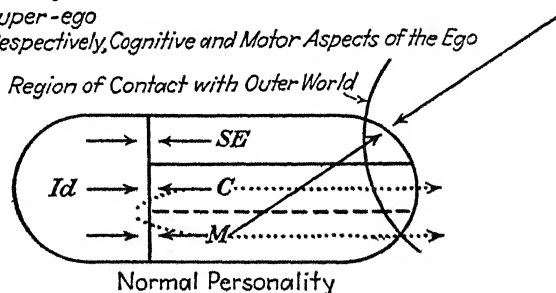 uper-ego
espectively, Cognitive and Motor Aspects of the Ego
Region of Contact with Outer World
SE
Id C
M
Normal Personality